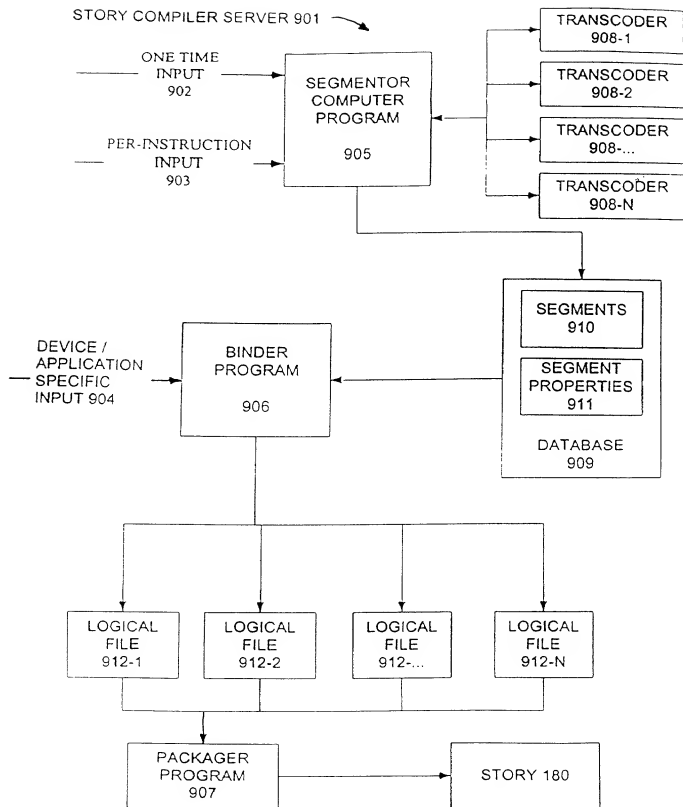 STORY COMPILER SERVER 901
ONE TIME
INPUT
902
PER-INSTRUCTION
INPUT
903
SEGMENTOR
COMPUTER
PROGRAM
905
TRANSCODER
908-1
TRANSCODER
908-2
TRANSCODER
908-...
TRANSCODER
908-N
SEGMENTS
910
SEGMENT
PROPERTIES
911
DATABASE
909
DEVICE /
APPLICATION
SPECIFIC
INPUT 904
BINDER
PROGRAM
906
LOGICAL
FILE
912-1
LOGICAL
FILE
912-2
LOGICAL
FILE
912-...
LOGICAL
FILE
912-N
PACKAGER
PROGRAM
907
STORY 180